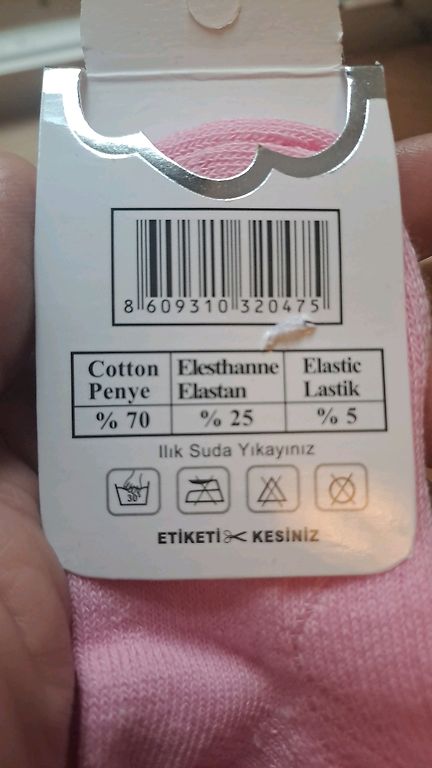 8 609310 320475
Cotton Elesthanne Elastic
Penye Elastan Lastik
% 70 % 25 % 5
Ilık Suda Yıkayınız
30°
ETİKETİ KESİNİZ